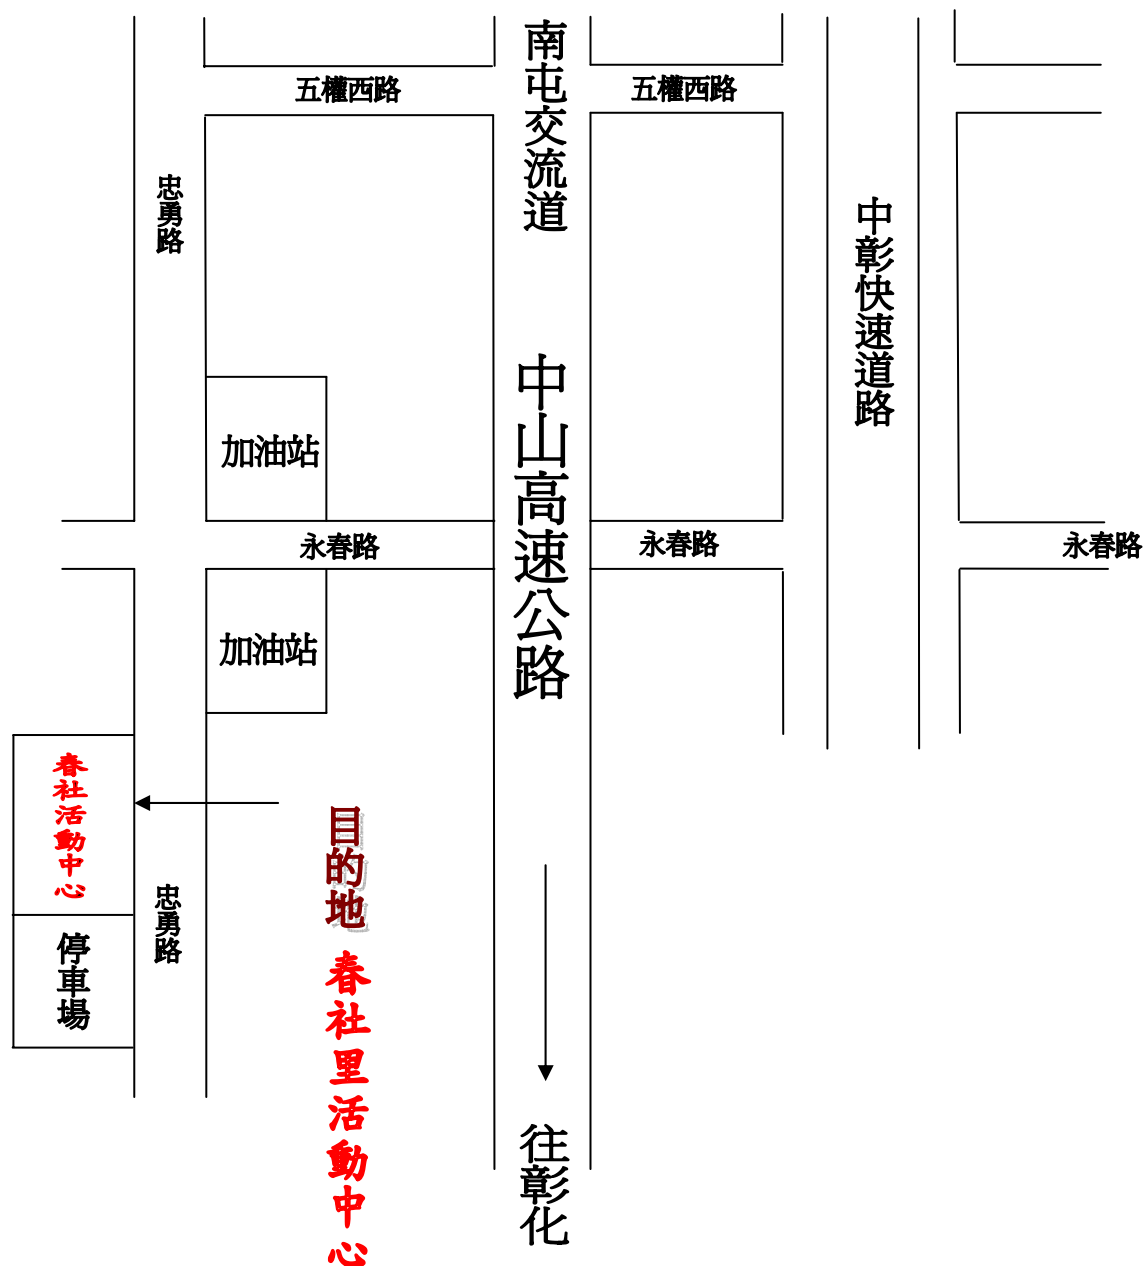 南屯交流道
五權西路
五權西路
忠勇路
中彰快速道路
中山高速公路
加油站
永春路
永春路
永春路
加油站
春社活動中心
目的地 春社里活動中心
忠勇路
停車場
往彰化